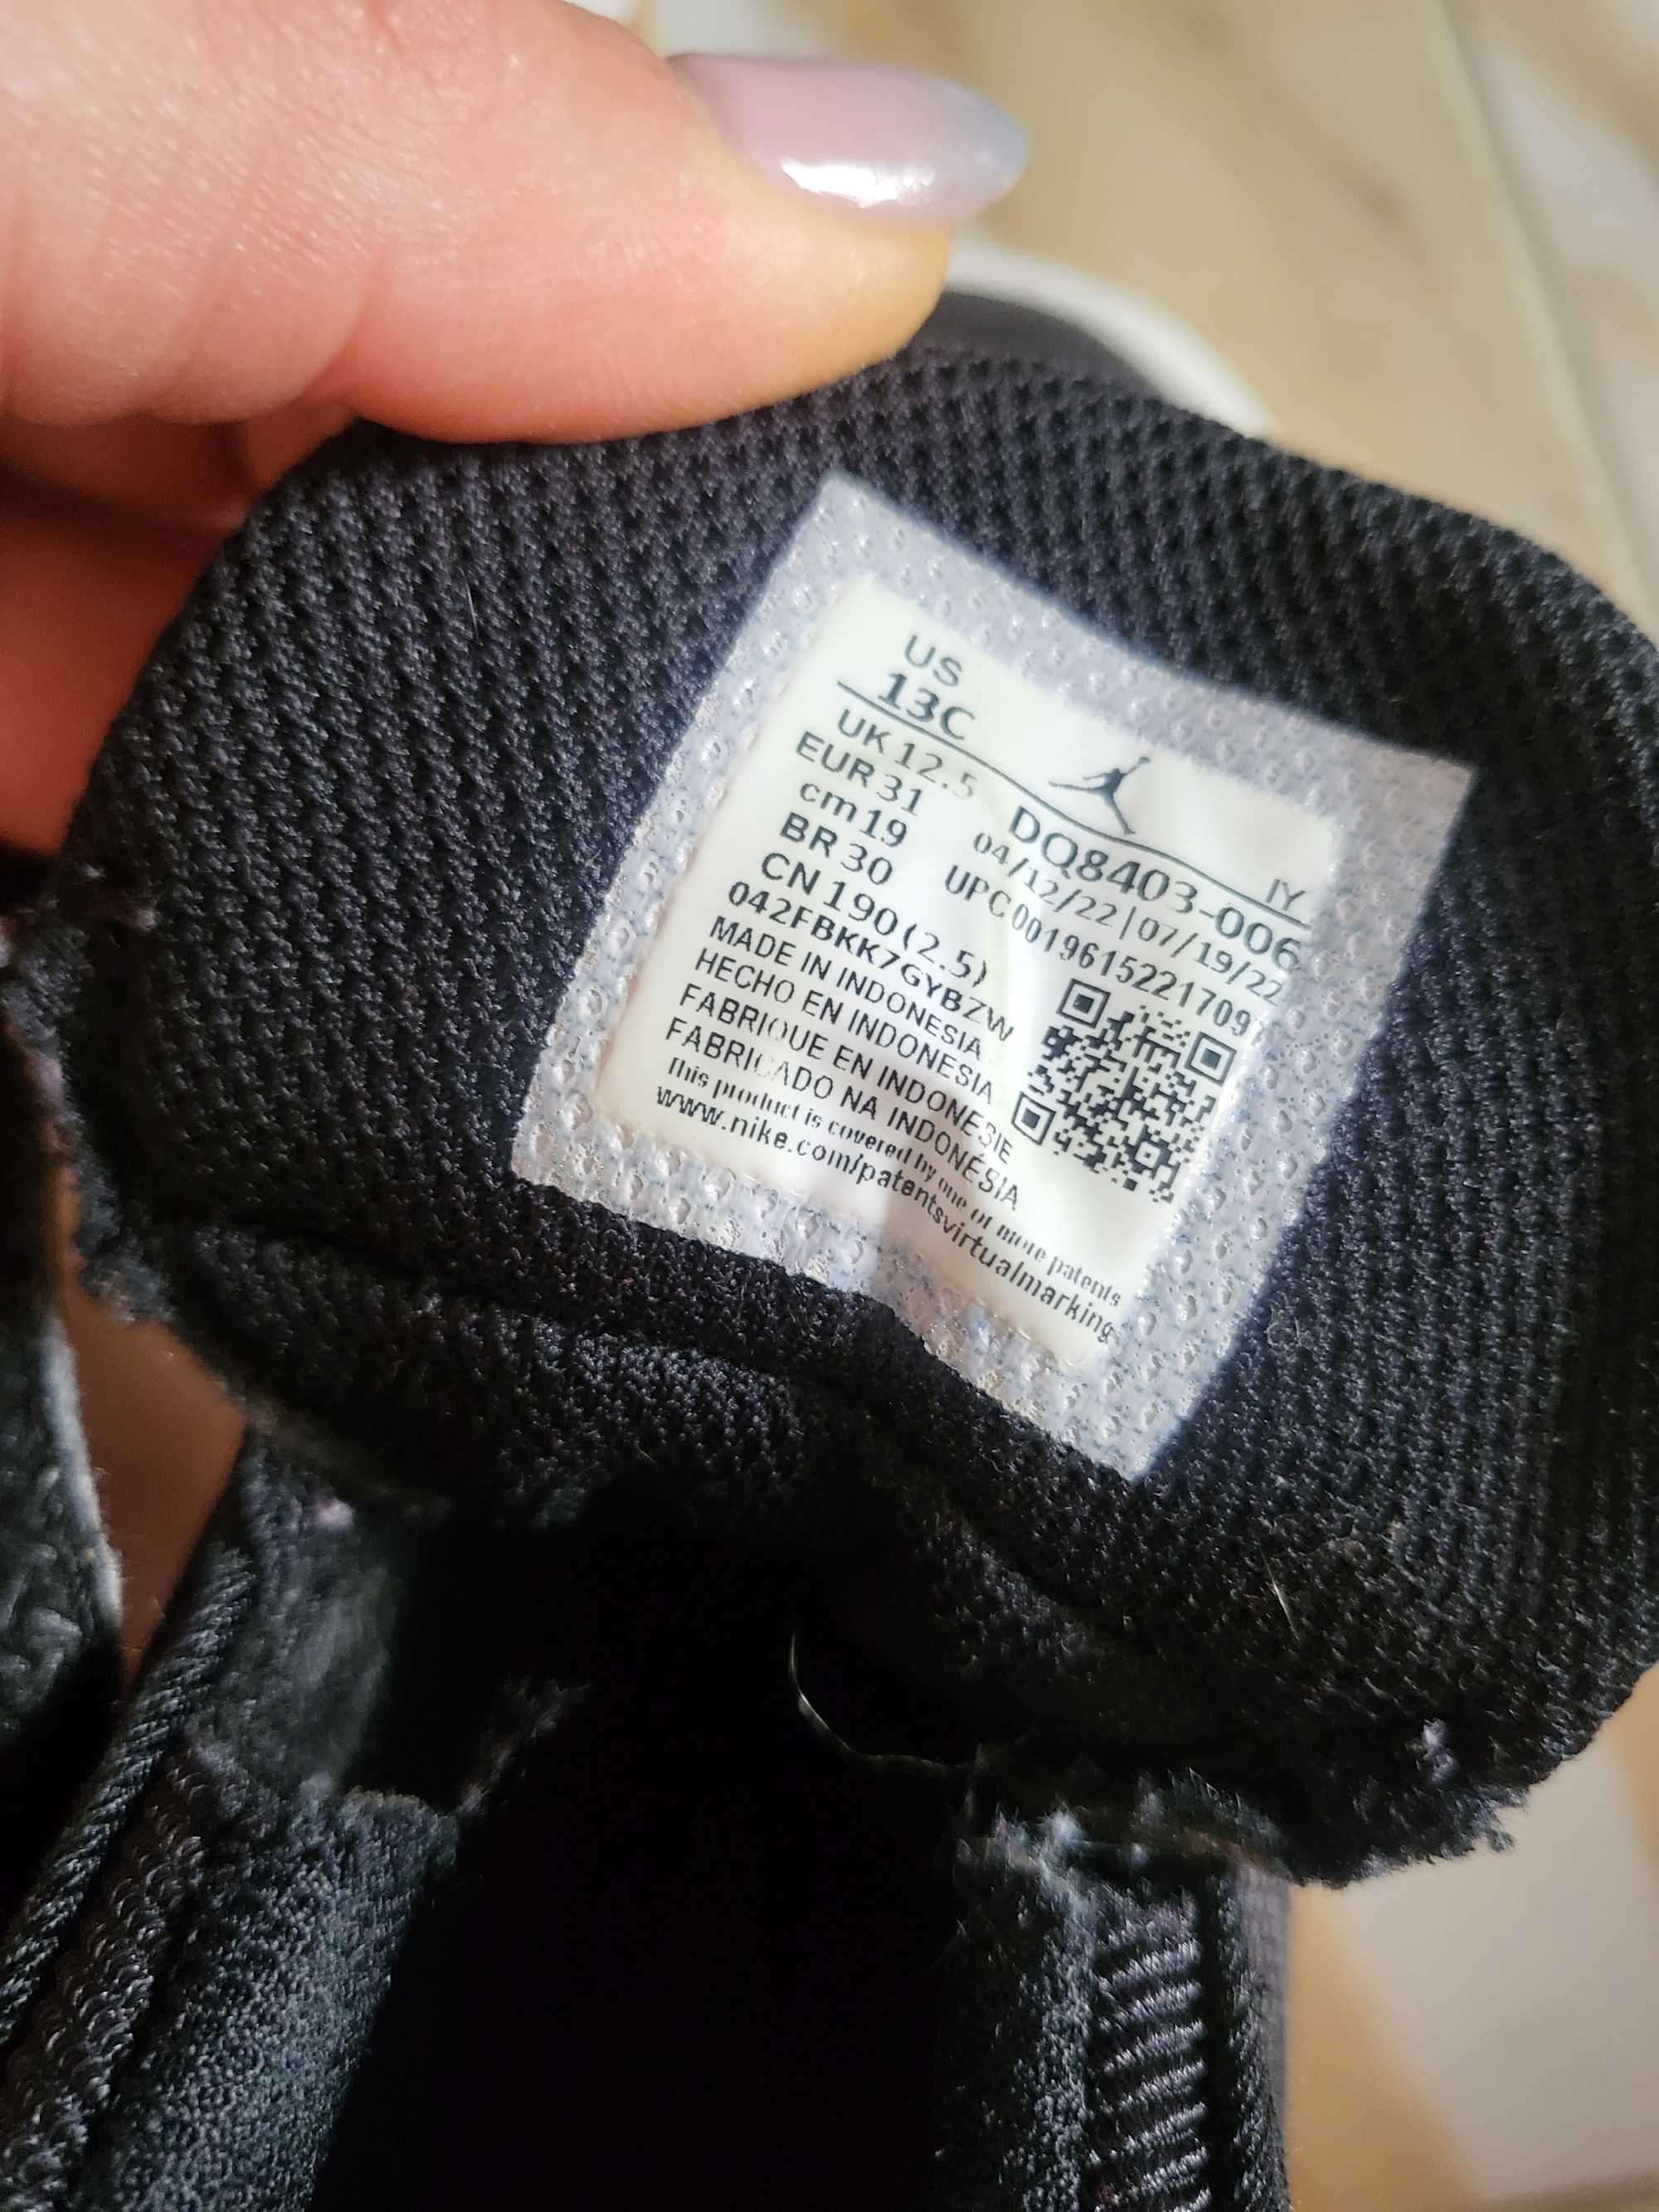 US
13C
IY
UK 12.5
DQ8403-006
EUR 31
04/12/22 | 07/19/22
cm 19
UPC 00196152217097
BR 30
CN 190 (2.5)
042FBKK7GYBZW
MADE IN INDONESIA
HECHO EN INDONESIA
FABRIQUE EN INDONESIE
FABRICADO NA INDONÉSIA
This product is covered by one or more patents
www.nike.com/patentsvirtualmarking